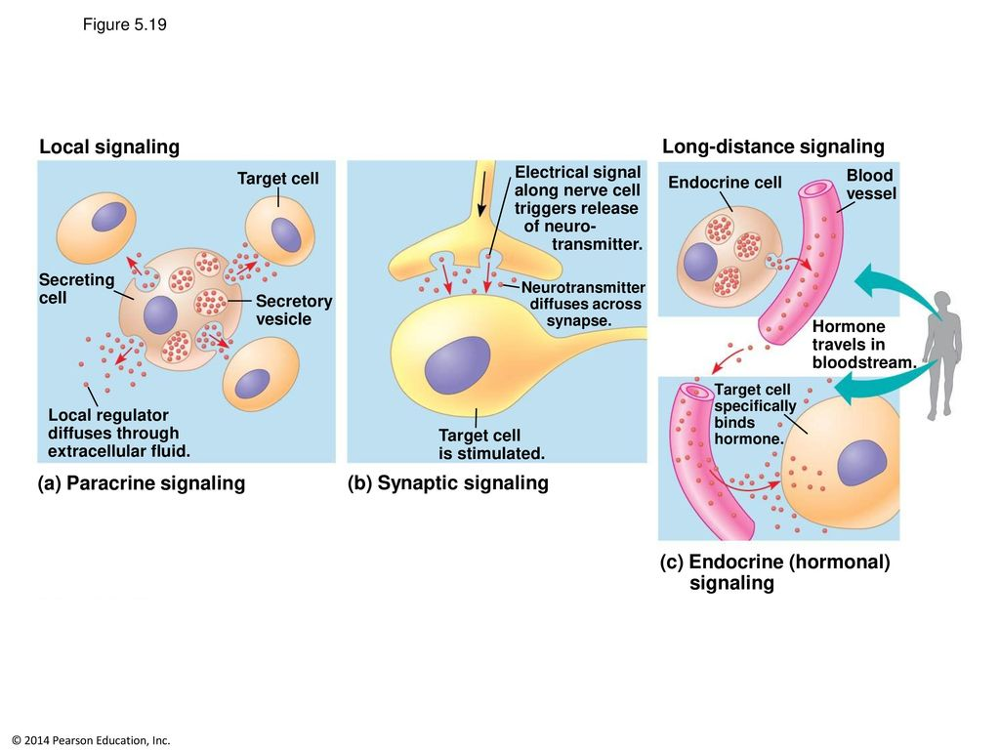 Figure 5.19
Local signaling
Target cell
Secreting
cell
Secretory
vesicle
Local regulator
diffuses through
extracellular fluid.
(a) Paracrine signaling
Electrical signal
along nerve cell
triggers release
of neuro-
transmitter.
Neurotransmitter
diffuses across
synapse.
Target cell
is stimulated.
(b) Synaptic signaling
Long-distance signaling
Endocrine cell
Blood
vessel
Hormone
travels in
bloodstream.
Target cell
specifically
binds
hormone.
(c) Endocrine (hormonal)
signaling
© 2014 Pearson Education, Inc.